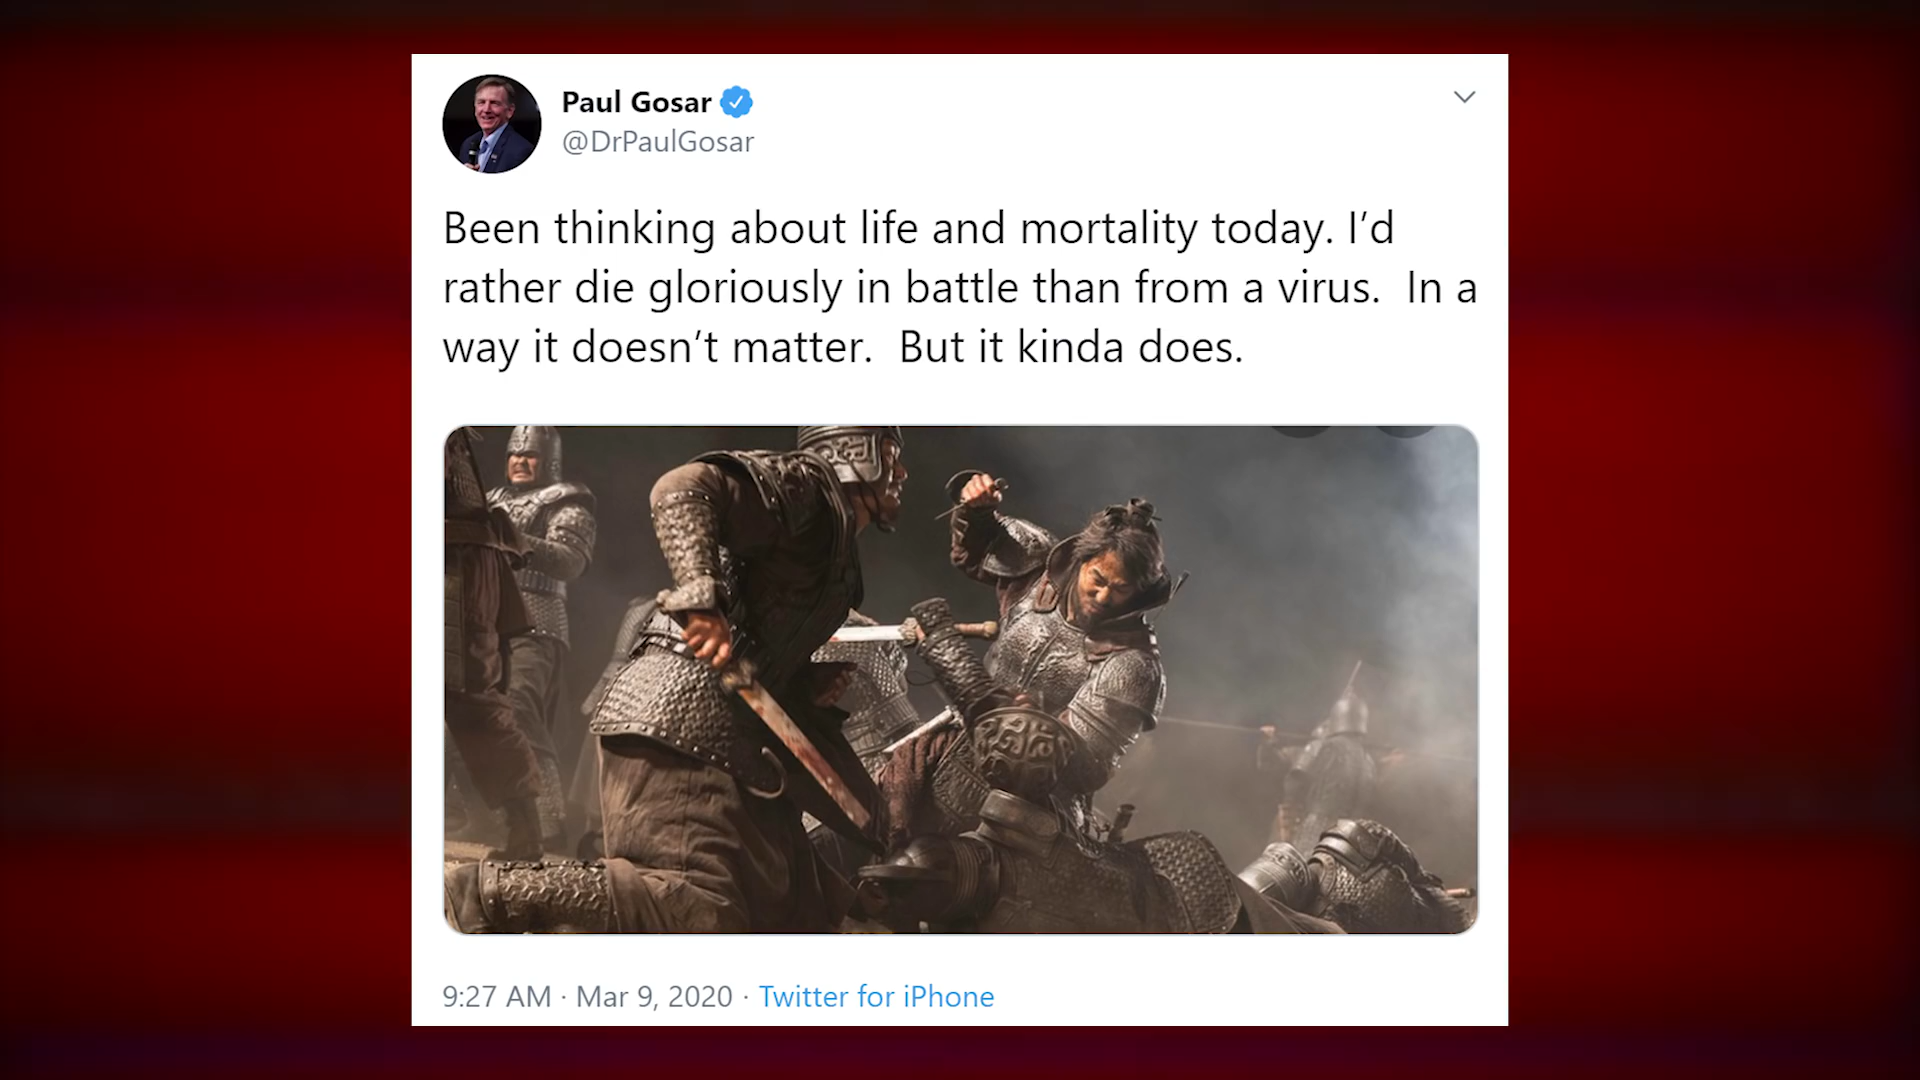 Paul Gosar
@DrPaulGosar
Been thinking about life and mortality today. I’d
rather die gloriously in battle than from a virus.  In a
way it doesn’t matter.  But it kinda does.
9:27 AM · Mar 9, 2020 · Twitter for iPhone